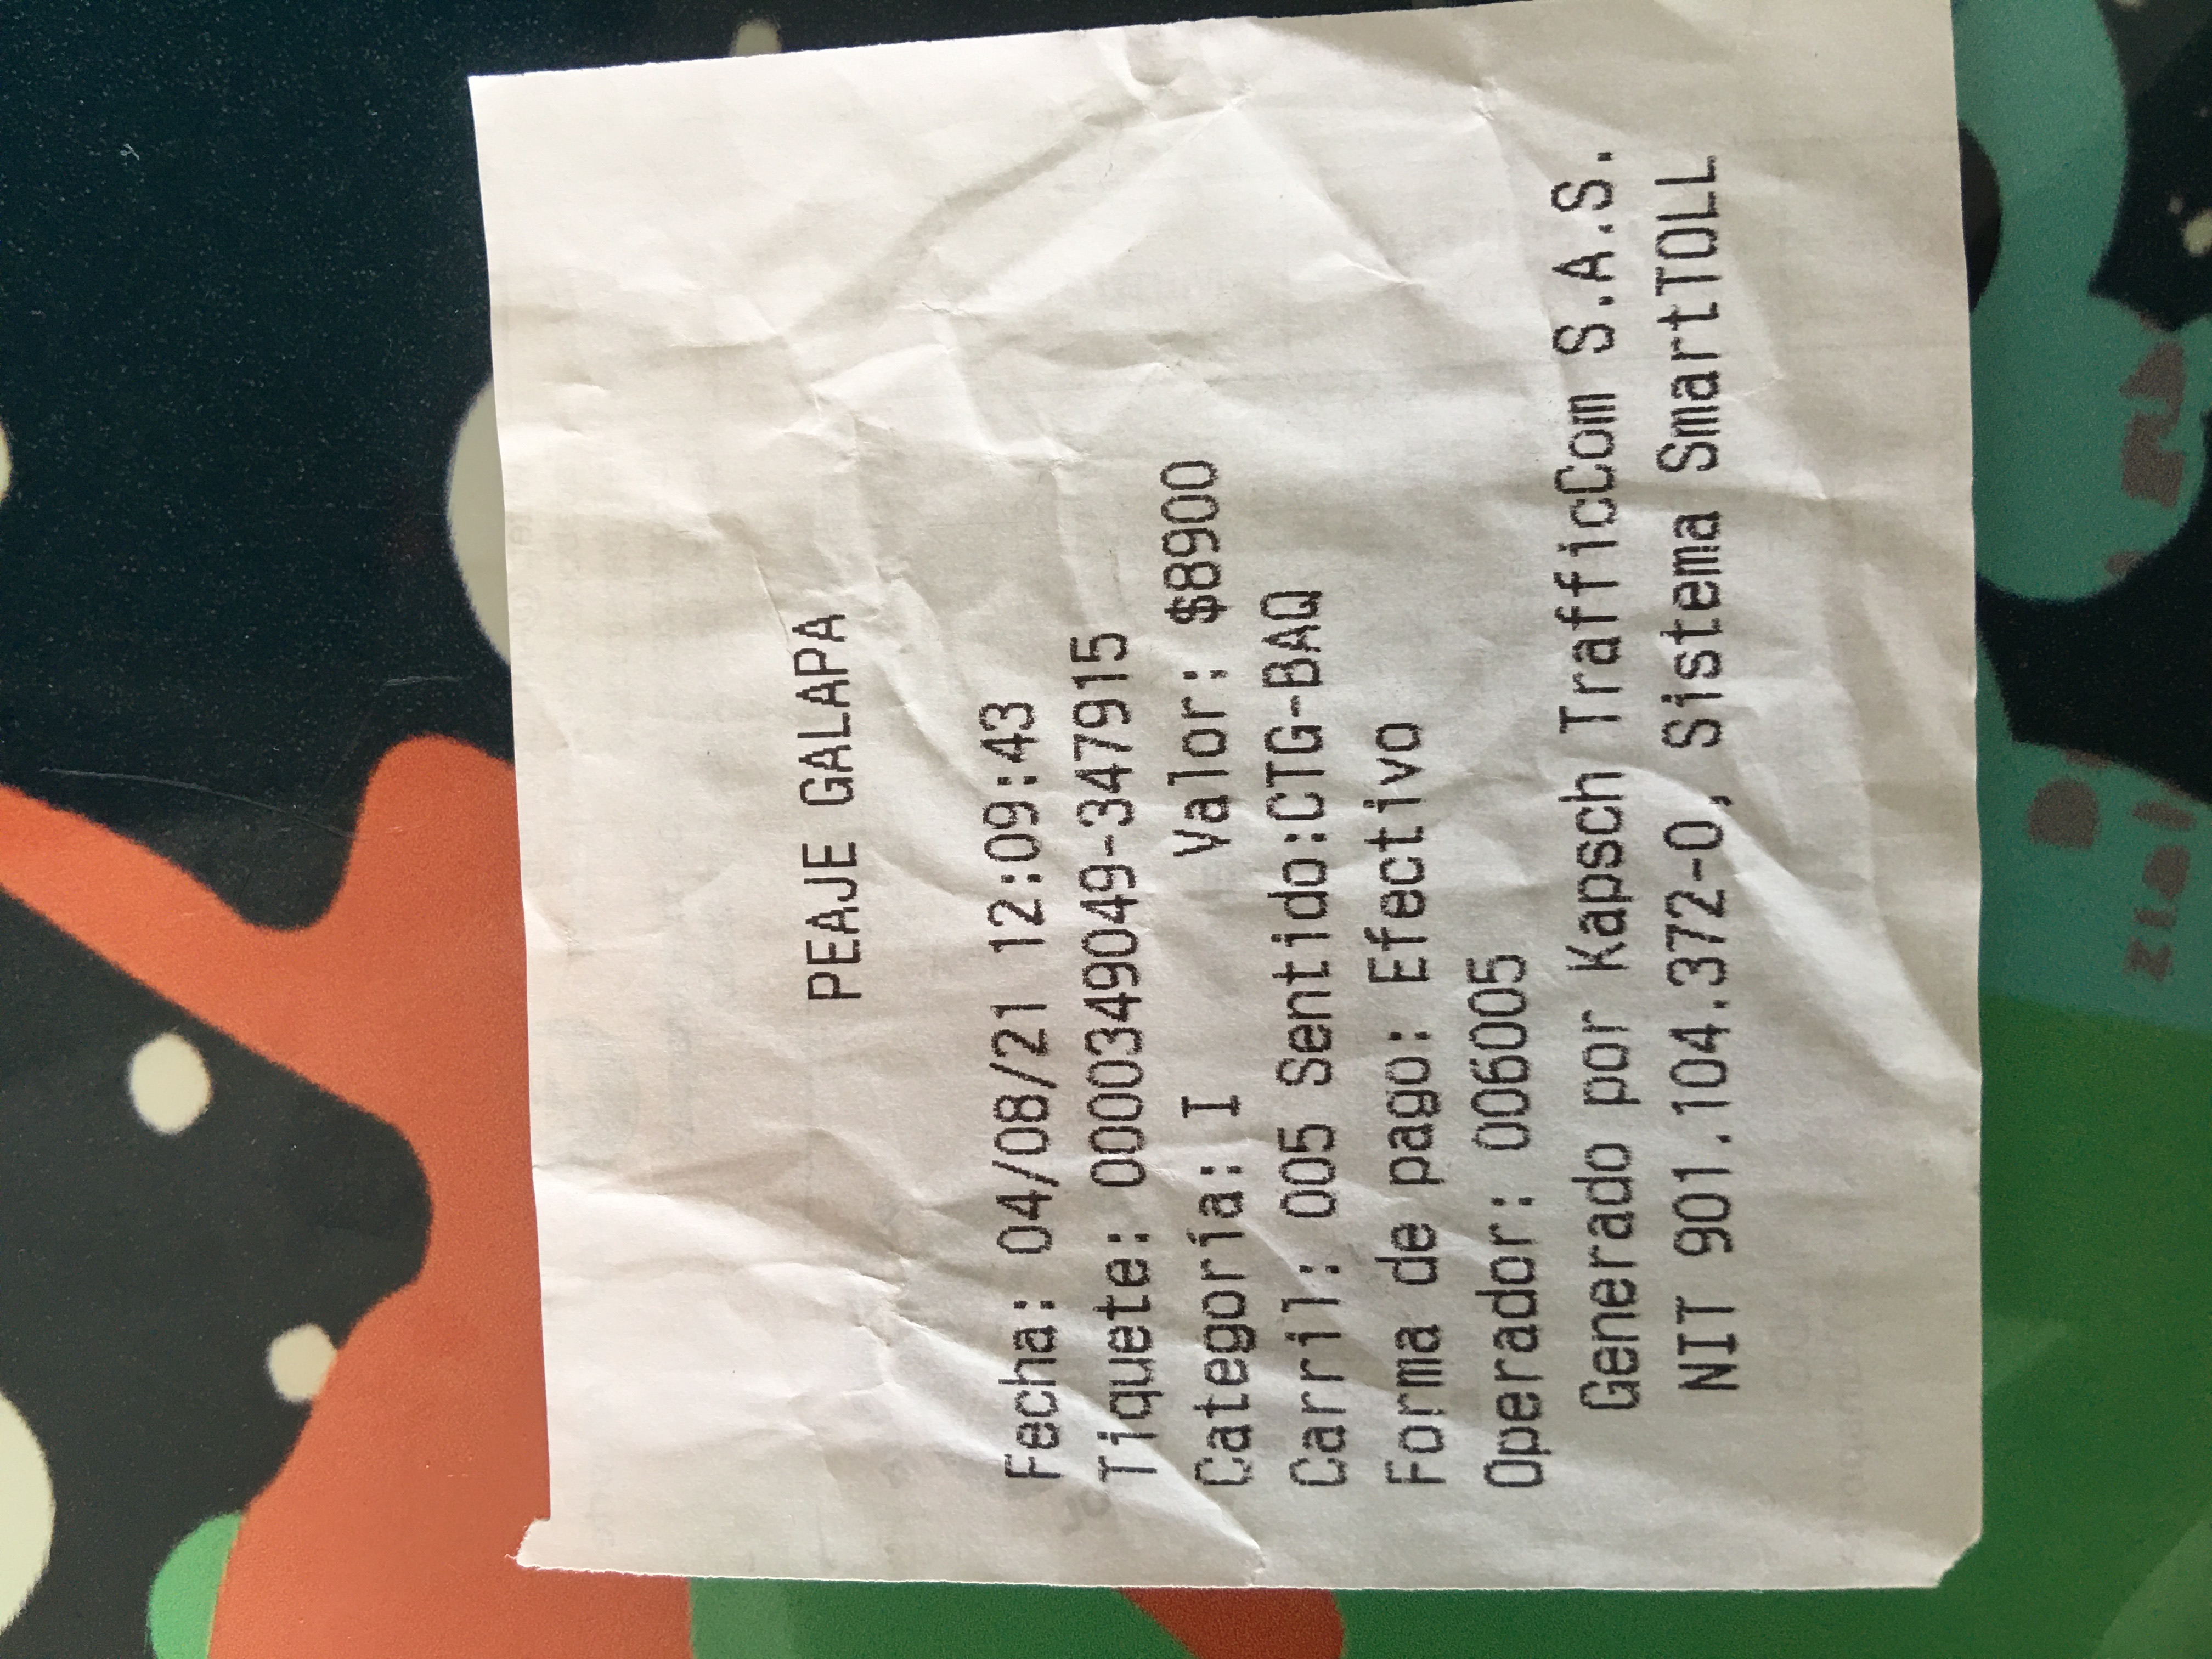 PEAJE GALAPA
Fecha: 04/08/21 12:09:43
Tiquete: 0000349049-347915
Categoría: I Valor: $8900
Carril: 005 Sentido:CTG-BAQ
Forma de pago: Efectivo
Operador: 006005
Generado por Kapsch TrafficCom S.A.S.
NIT 901.104.372-0, Sistema SmartTOLL